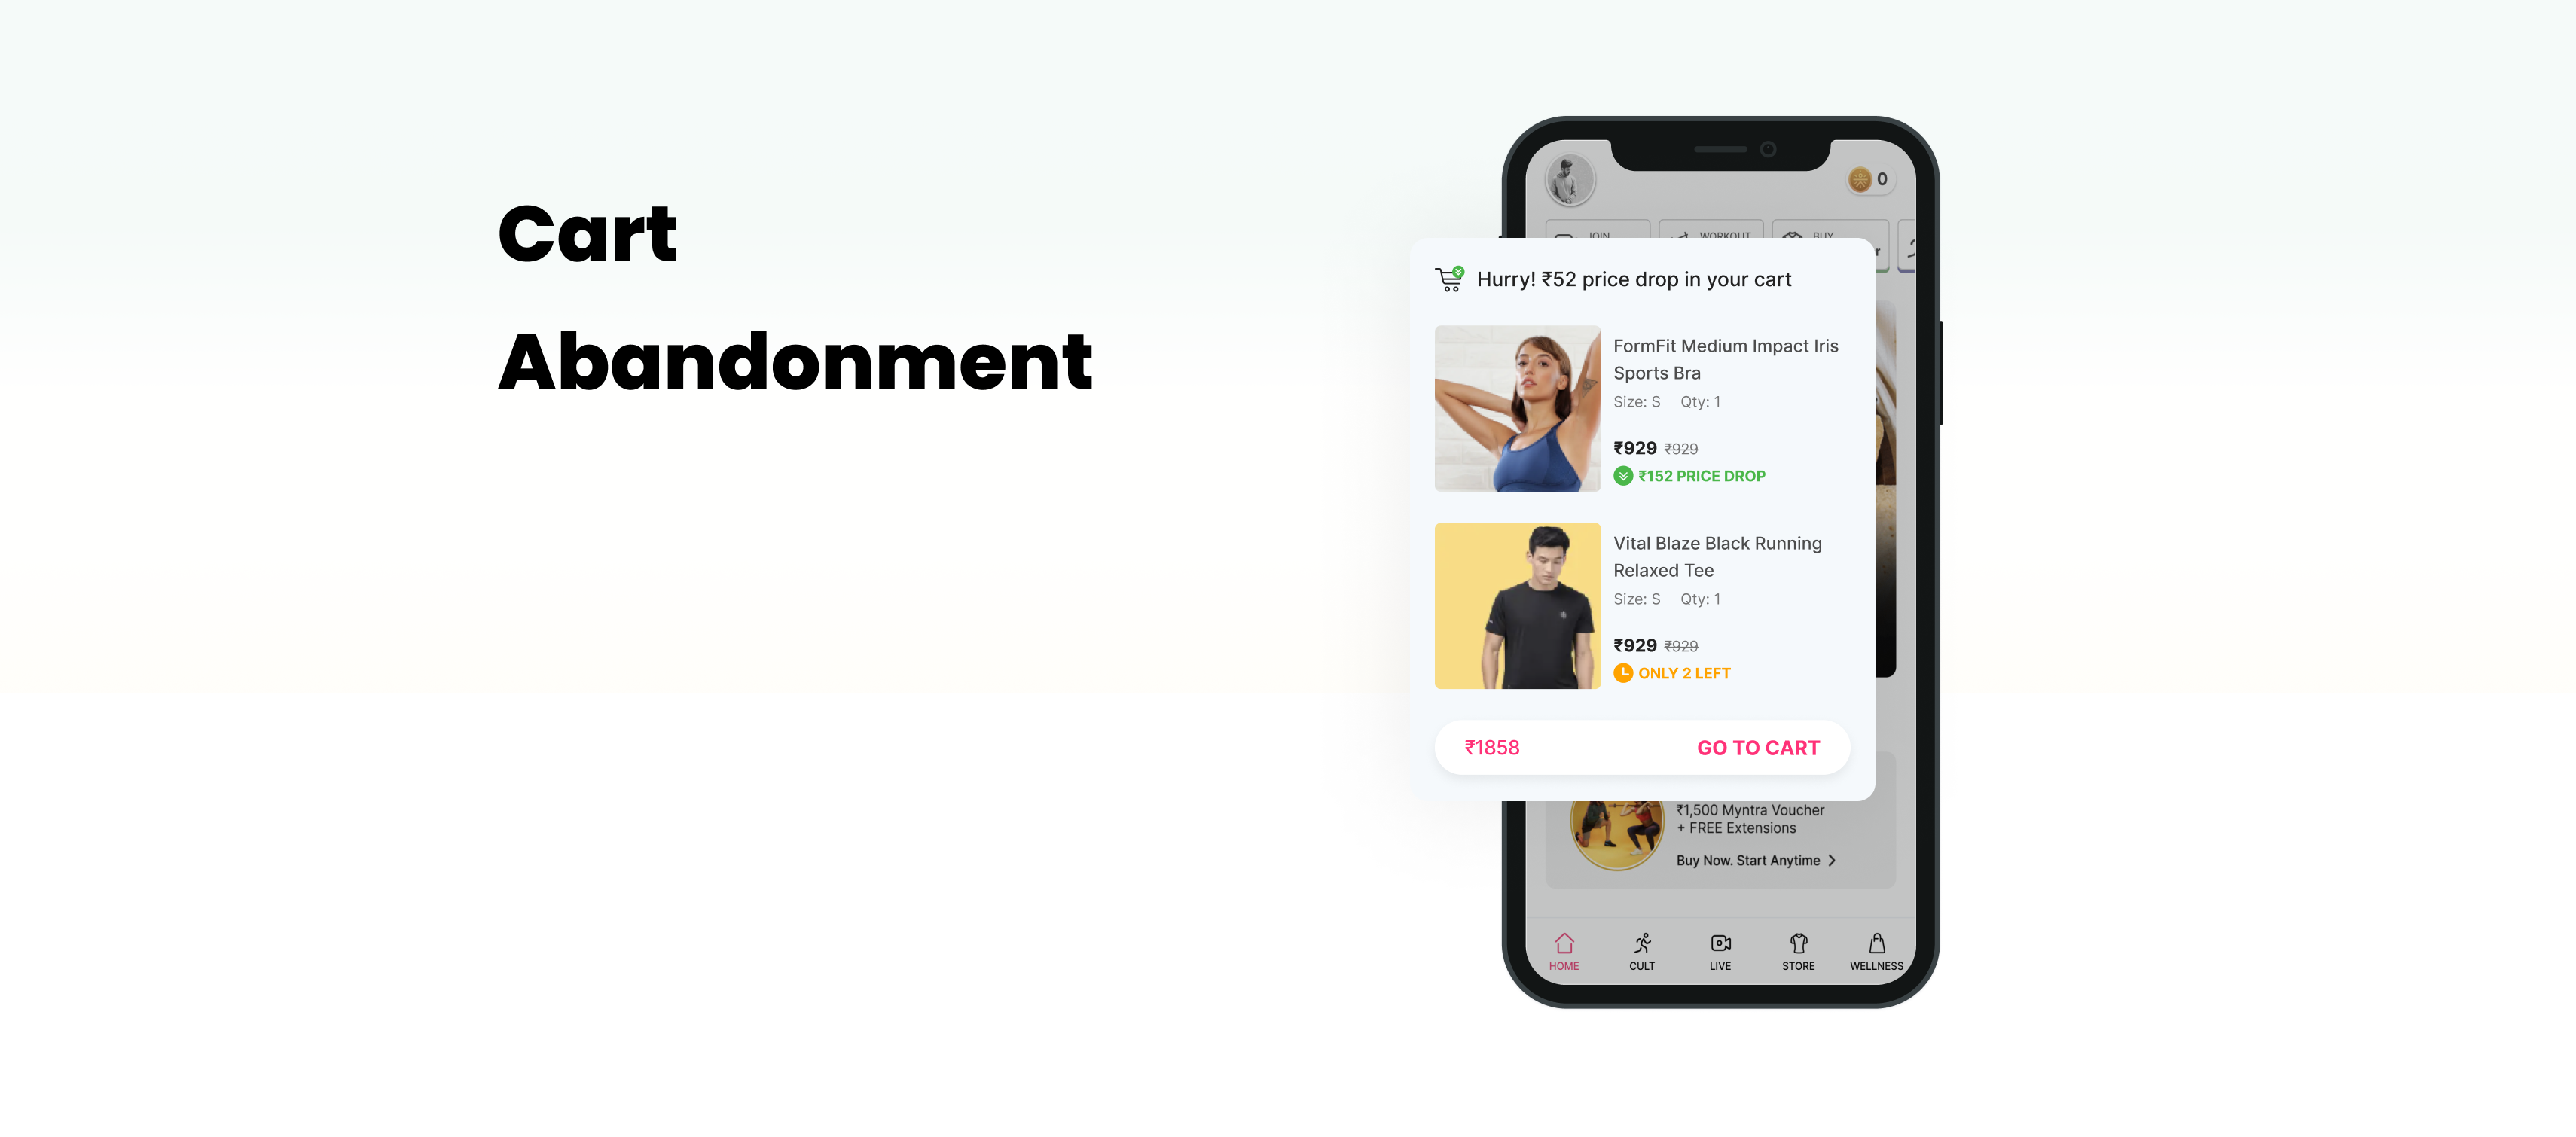 Cart
Abandonment
0
JOIN
WORKOUT
BUY
r
Hurry! ₹52 price drop in your cart
FormFit Medium Impact Iris
Sports Bra
Size: S Qty: 1
₹929 ₹929
₹152 PRICE DROP
Vital Blaze Black Running
Relaxed Tee
Size: S Qty: 1
₹929 ₹929
ONLY 2 LEFT
₹1858 GO TO CART
₹1,500 Myntra Voucher
+ FREE Extensions
Buy Now. Start Anytime
HOME CULT LIVE STORE WELLNESS